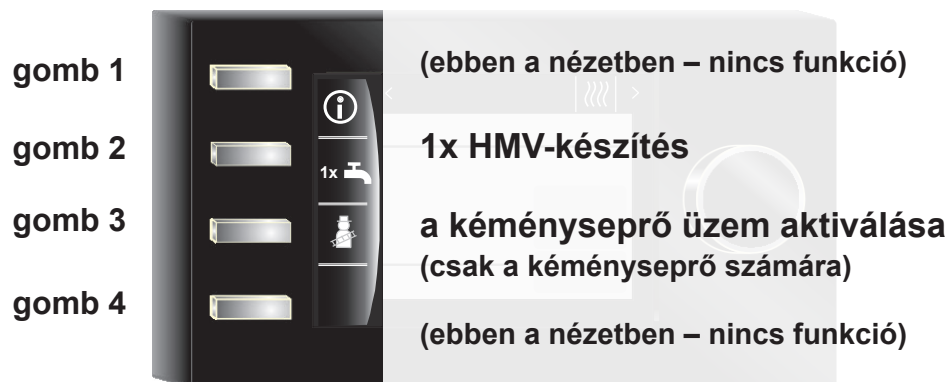 gomb 1
(ebben a nézetben – nincs funkció)
gomb 2
1x
1x HMV-készítés
gomb 3
a kéményseprő üzem aktiválása
(csak a kéményseprő számára)
gomb 4
(ebben a nézetben – nincs funkció)